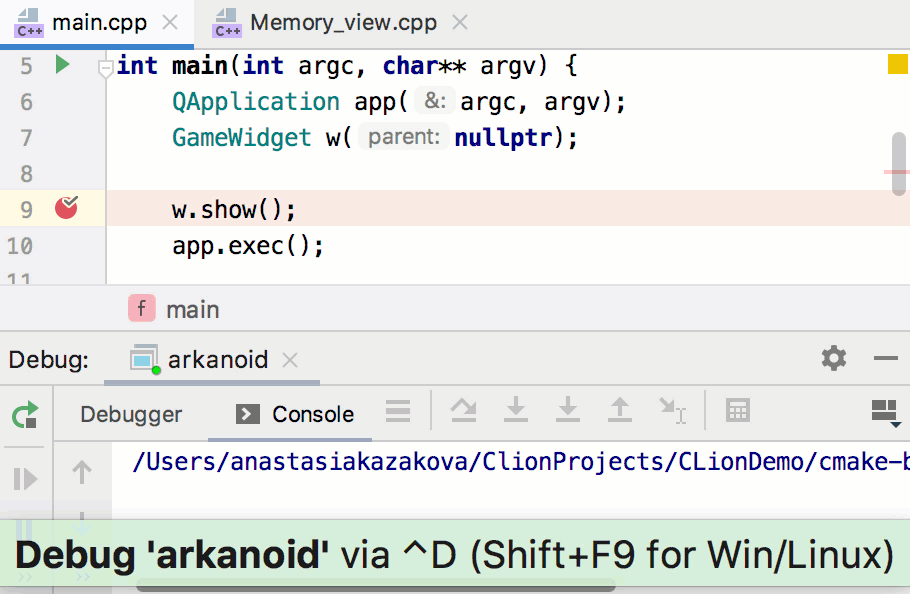 C++ main.cpp C++ Memory_view.cpp
5 int main(int argc, char** argv) {
6 QApplication app( &: argc, argv);
7 GameWidget w( parent: nullptr);
8
9 w.show();
10 app.exec();
11
f main
Debug: arkanoid
Debugger Console
/Users/anastasiakazakova/ClionProjects/CLionDemo/cmake-b
Debug 'arkanoid' via ^D (Shift+F9 for Win/Linux)